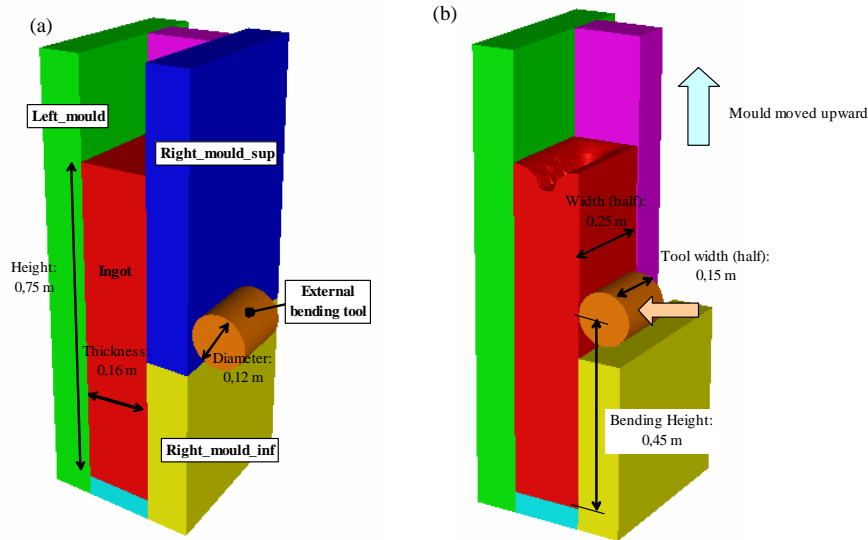 (a)
Left_mould
Right_mould_sup
Height:
0,75 m
Ingot
External
bending tool
Thickness:
0,16 m
Diameter:
0,12 m
Right_mould_inf
(b)
Mould moved upward
Width (half):
0,25 m
Tool width (half):
0,15 m
Bending Height:
0,45 m